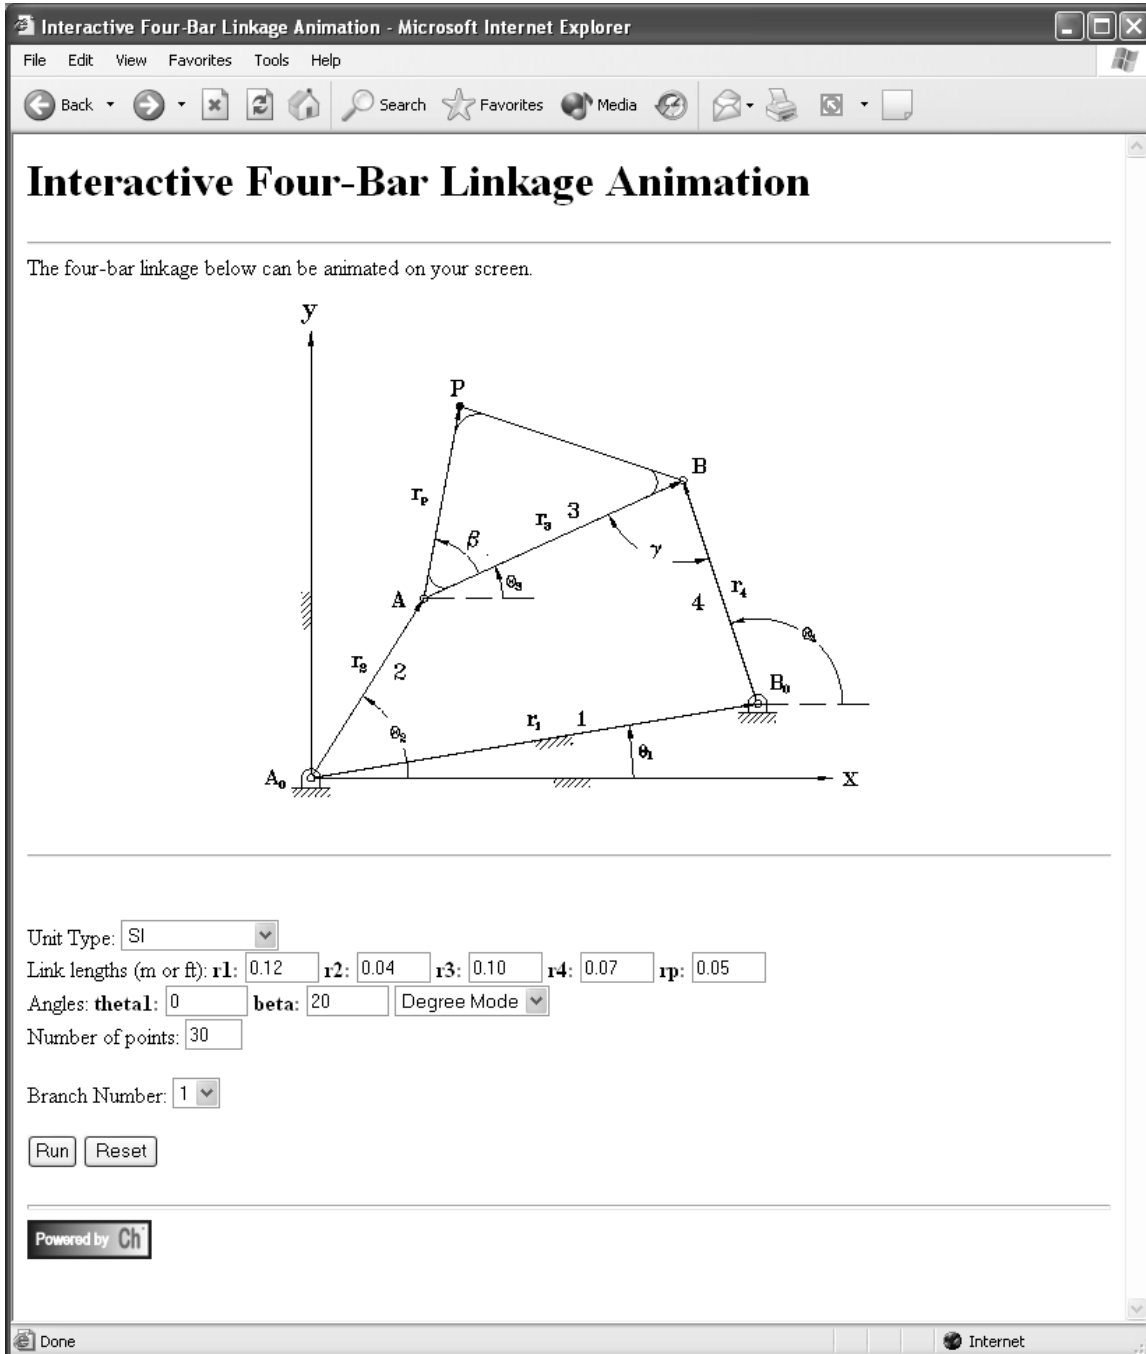 Interactive Four-Bar Linkage Animation - Microsoft Internet Explorer
File Edit View Favorites Tools Help
Back Search Favorites Media
Interactive Four-Bar Linkage Animation
The four-bar linkage below can be animated on your screen.
y
P
B
rₚ
r₃ 3
β
γ
Θ₃
A
r₄
4
Θ₄
r₂
2
B₀
Θ₂
r₁ 1
θ₁
A₀
x
Unit Type: SI
Link lengths (m or ft): r1: 0.12 r2: 0.04 r3: 0.10 r4: 0.07 rp: 0.05
Angles: theta1: 0 beta: 20 Degree Mode
Number of points: 30
Branch Number: 1
Run Reset
Powered by Ch
Done Internet